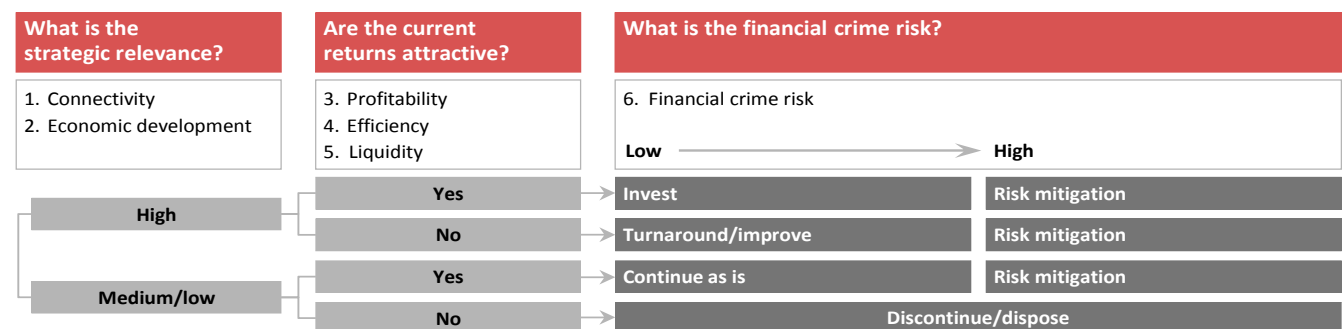 What is the
strategic relevance?
Are the current
returns attractive?
What is the financial crime risk?
1. Connectivity
2. Economic development
3. Profitability
4. Efficiency
5. Liquidity
6. Financial crime risk
Low
High
High
Yes
Invest
Risk mitigation
No
Turnaround/improve
Risk mitigation
Medium/low
Yes
Continue as is
Risk mitigation
No
Discontinue/dispose